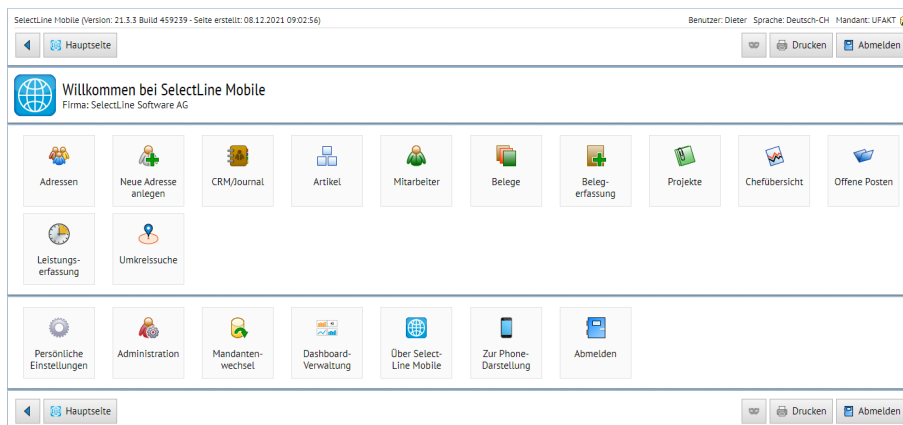 SelectLine Mobile (Version: 21.3.3 Build 459239 - Seite erstellt: 08.12.2021 09:02:56)
Benutzer: Dieter Sprache: Deutsch-CH Mandant: UFAKT
Hauptseite
Drucken
Abmelden
Willkommen bei SelectLine Mobile
Firma: SelectLine Software AG
Adressen
Neue Adresse
anlegen
CRM/Journal
Artikel
Mitarbeiter
Belege
Beleg-
erfassung
Projekte
Chefübersicht
Offene Posten
Leistungs-
erfassung
Umkreissuche
Persönliche
Einstellungen
Administration
Mandanten-
wechsel
Dashboard-
Verwaltung
Über Select-
Line Mobile
Zur Phone-
Darstellung
Abmelden
Hauptseite
Drucken
Abmelden